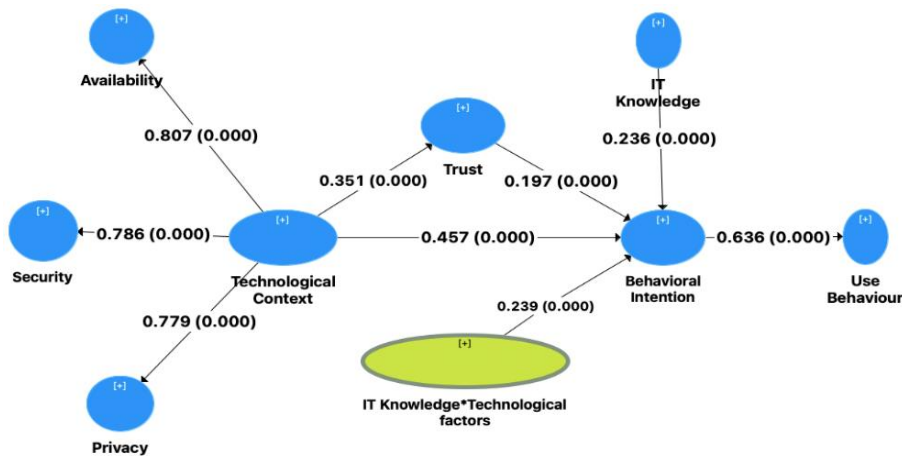 [+]
Availability
[+]
IT
Knowledge
0.807 (0.000)
[+]
Trust
0.236 (0.000)
0.351 (0.000)
0.197 (0.000)
[+]
Security
0.786 (0.000)
[+]
Technological
Context
0.457 (0.000)
[+]
Behavioral
Intention
0.636 (0.000)
[+]
Use
Behaviour
0.779 (0.000)
0.239 (0.000)
[+]
IT Knowledge*Technological
factors
[+]
Privacy